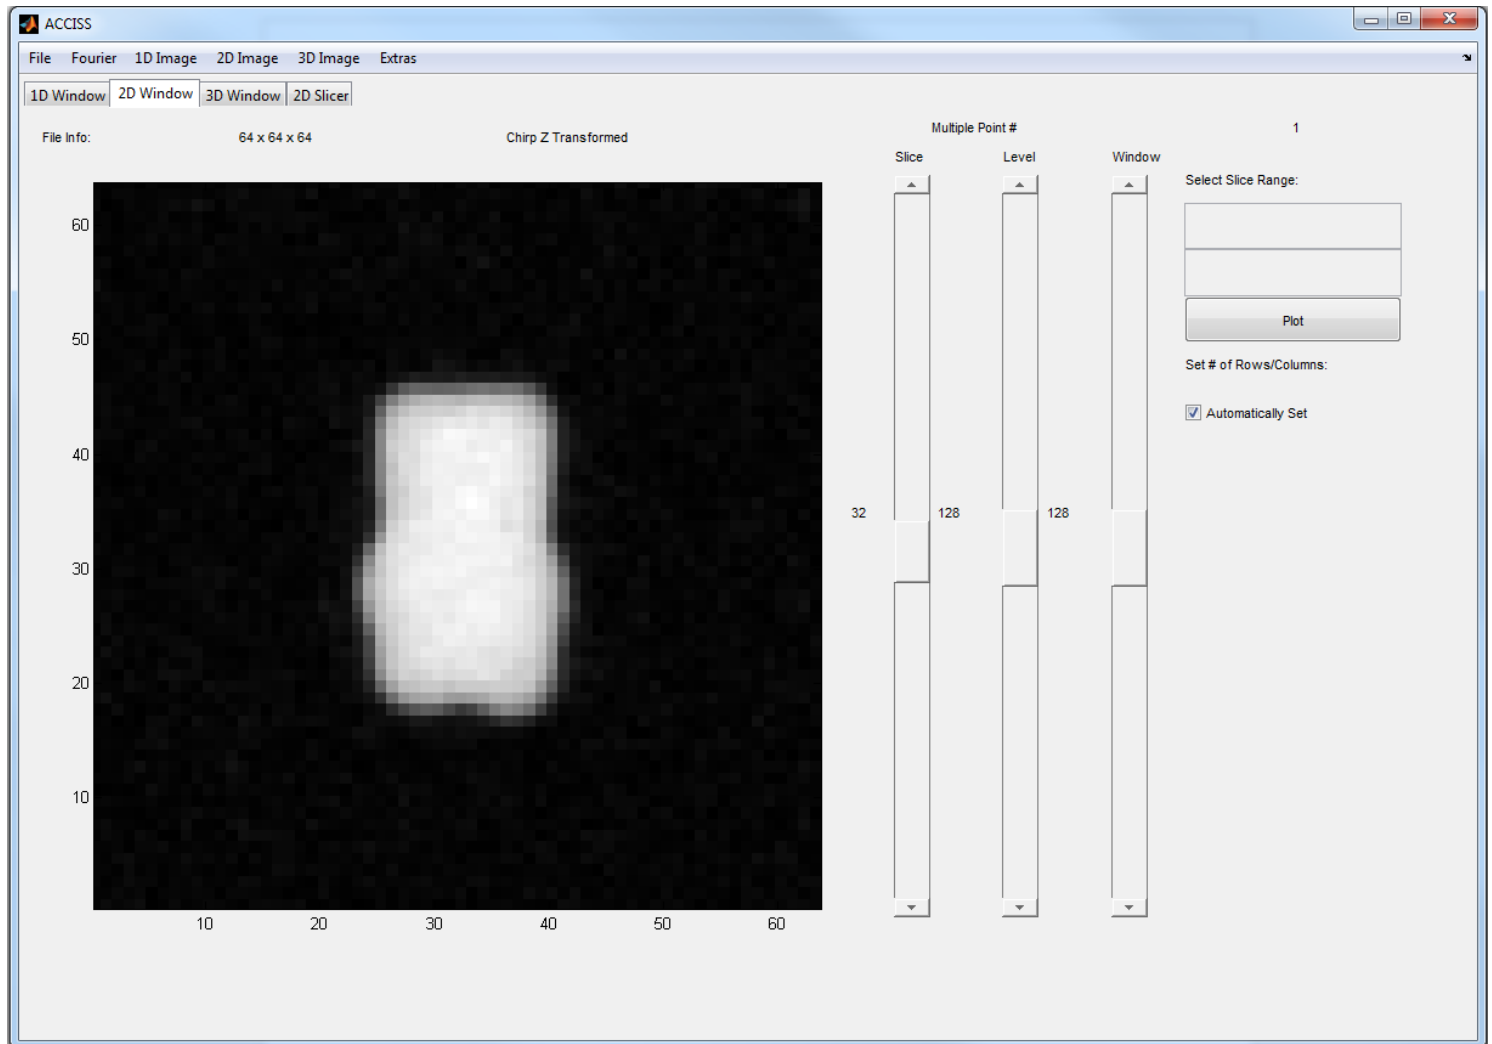 ACCISS
File Fourier 1D Image 2D Image 3D Image Extras
1D Window 2D Window 3D Window 2D Slicer
File Info: 64 x 64 x 64 Chirp Z Transformed
Multiple Point # 1
Slice Level Window
Select Slice Range:
Plot
Set # of Rows/Columns:
Automatically Set
32 128 128
60
50
40
30
20
10
10 20 30 40 50 60